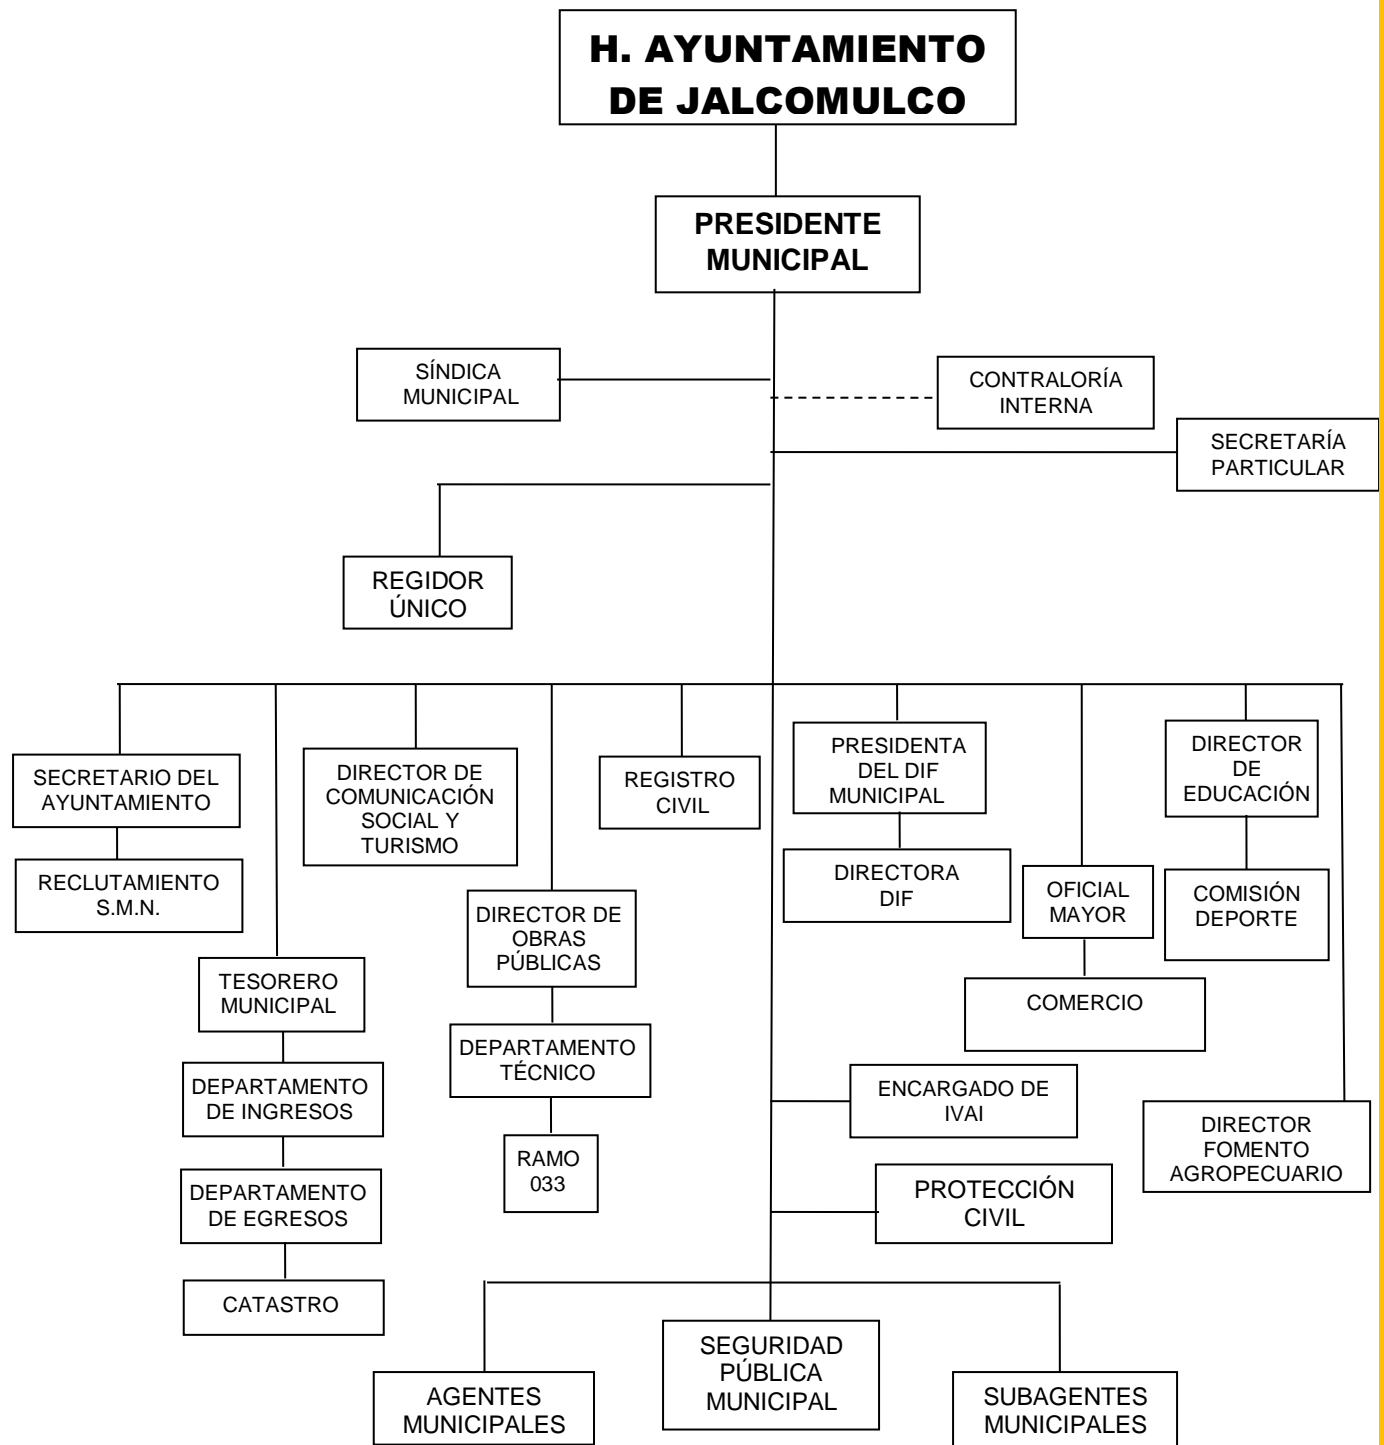 H. AYUNTAMIENTO
DE JALCOMULCO
PRESIDENTE
MUNICIPAL
SÍNDICA
MUNICIPAL
CONTRALORÍA
INTERNA
SECRETARÍA
PARTICULAR
REGIDOR
ÚNICO
SECRETARIO DEL
AYUNTAMIENTO
RECLUTAMIENTO
S.M.N.
TESORERO
MUNICIPAL
DEPARTAMENTO
DE INGRESOS
DEPARTAMENTO
DE EGRESOS
CATASTRO
DIRECTOR DE
COMUNICACIÓN
SOCIAL Y
TURISMO
DIRECTOR DE
OBRAS
PÚBLICAS
DEPARTAMENTO
TÉCNICO
RAMO
033
REGISTRO
CIVIL
PRESIDENTA
DEL DIF
MUNICIPAL
DIRECTORA
DIF
OFICIAL
MAYOR
COMERCIO
DIRECTOR
DE
EDUCACIÓN
COMISIÓN
DEPORTE
DIRECTOR
FOMENTO
AGROPECUARIO
ENCARGADO DE
IVAI
PROTECCIÓN
CIVIL
AGENTES
MUNICIPALES
SEGURIDAD
PÚBLICA
MUNICIPAL
SUBAGENTES
MUNICIPALES